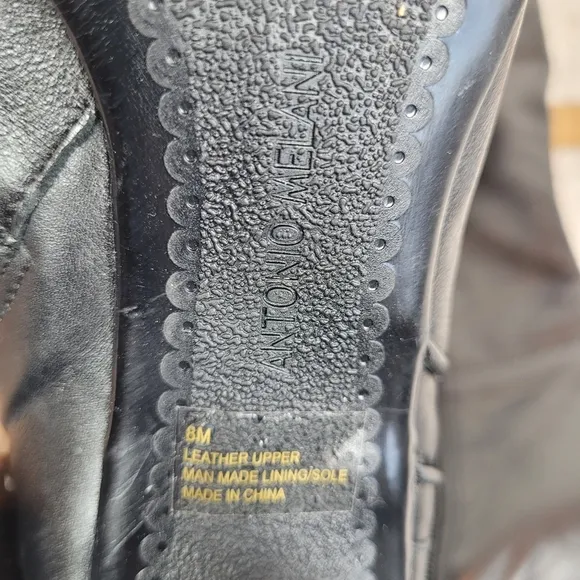 ANTONIO MELANI
8M
LEATHER UPPER
MAN MADE LINING/SOLE
MADE IN CHINA